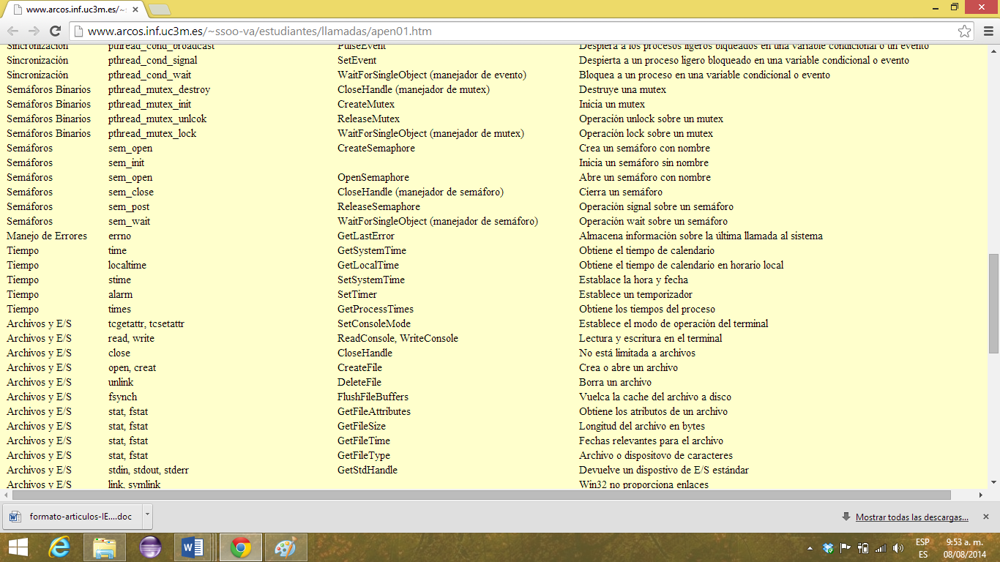 www.arcos.inf.uc3m.es/~s
www.arcos.inf.uc3m.es/~ssoo-va/estudiantes/llamadas/apen01.htm
Sincronización pthread_cond_broadcast PulseEvent Despierta a los procesos ligeros bloqueados en una variable condicional o un evento
Sincronización pthread_cond_signal SetEvent Despierta a un proceso ligero bloqueado en una variable condicional o evento
Sincronización pthread_cond_wait WaitForSingleObject (manejador de evento) Bloquea a un proceso en una variable condicional o evento
Semáforos Binarios pthread_mutex_destroy CloseHandle (manejador de mutex) Destruye una mutex
Semáforos Binarios pthread_mutex_init CreateMutex Inicia un mutex
Semáforos Binarios pthread_mutex_unlcok ReleaseMutex Operación unlock sobre un mutex
Semáforos Binarios pthread_mutex_lock WaitForSingleObject (manejador de mutex) Operación lock sobre un mutex
Semáforos sem_open CreateSemaphore Crea un semáforo con nombre
Semáforos sem_init Inicia un semáforo sin nombre
Semáforos sem_open OpenSemaphore Abre un semáforo con nombre
Semáforos sem_close CloseHandle (manejador de semáforo) Cierra un semáforo
Semáforos sem_post ReleaseSemaphore Operación signal sobre un semáforo
Semáforos sem_wait WaitForSingleObject (manejador de semáforo) Operación wait sobre un semáforo
Manejo de Errores errno GetLastError Almacena información sobre la última llamada al sistema
Tiempo time GetSystemTime Obtiene el tiempo de calendario
Tiempo localtime GetLocalTime Obtiene el tiempo de calendario en horario local
Tiempo stime SetSystemTime Establace la hora y fecha
Tiempo alarm SetTimer Establece un temporizador
Tiempo times GetProcessTimes Obtiene los tiempos del proceso
Archivos y E/S tcgetattr, tcsetattr SetConsoleMode Establece el modo de operación del terminal
Archivos y E/S read, write ReadConsole, WriteConsole Lectura y escritura en el terminal
Archivos y E/S close CloseHandle No está limitada a archivos
Archivos y E/S open, creat CreateFile Crea o abre un archivo
Archivos y E/S unlink DeleteFile Borra un archivo
Archivos y E/S fsynch FlushFileBuffers Vuelca la cache del archivo a disco
Archivos y E/S stat, fstat GetFileAttributes Obtiene los atributos de un archivo
Archivos y E/S stat, fstat GetFileSize Longitud del archivo en bytes
Archivos y E/S stat, fstat GetFileTime Fechas relevantes para el archivo
Archivos y E/S stat, fstat GetFileType Archivo o dispositovo de caracteres
Archivos y E/S stdin, stdout, stderr GetStdHandle Devuelve un dispostivo de E/S estándar
Archivos y E/S link, symlink Win32 no proporciona enlaces
formato-articulos-IE....doc
Mostrar todas las descargas...
ESP 9:53 a. m.
ES 08/08/2014